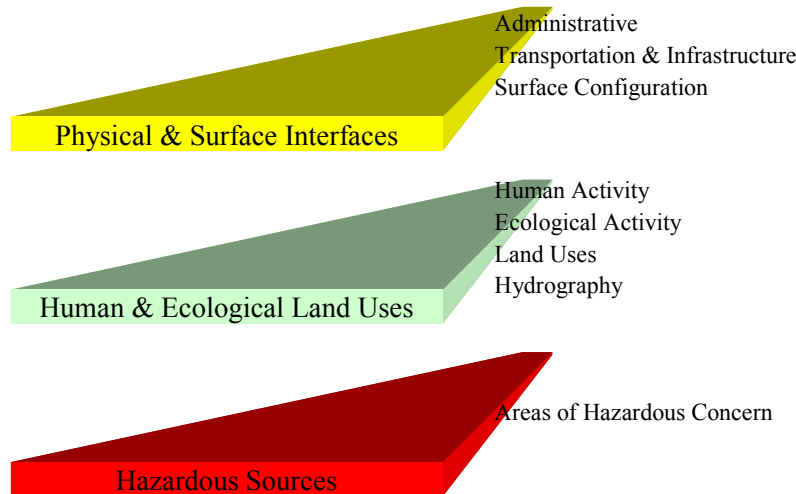 Administrative
Transportation & Infrastructure
Surface Configuration
Physical & Surface Interfaces
Human Activity
Ecological Activity
Land Uses
Hydrography
Human & Ecological Land Uses
Areas of Hazardous Concern
Hazardous Sources